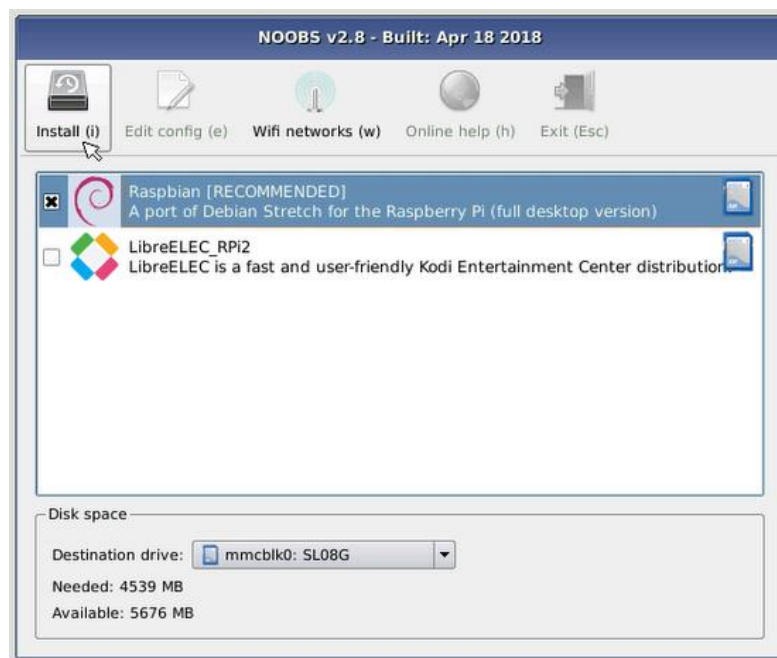 NOOBS v2.8 - Built: Apr 18 2018
Install (i) Edit config (e) Wifi networks (w) Online help (h) Exit (Esc)
Raspbian [RECOMMENDED]
A port of Debian Stretch for the Raspberry Pi (full desktop version)
LibreELEC_RPi2
LibreELEC is a fast and user-friendly Kodi Entertainment Center distribution.
Disk space
Destination drive: mmcblk0: SL08G
Needed: 4539 MB
Available: 5676 MB